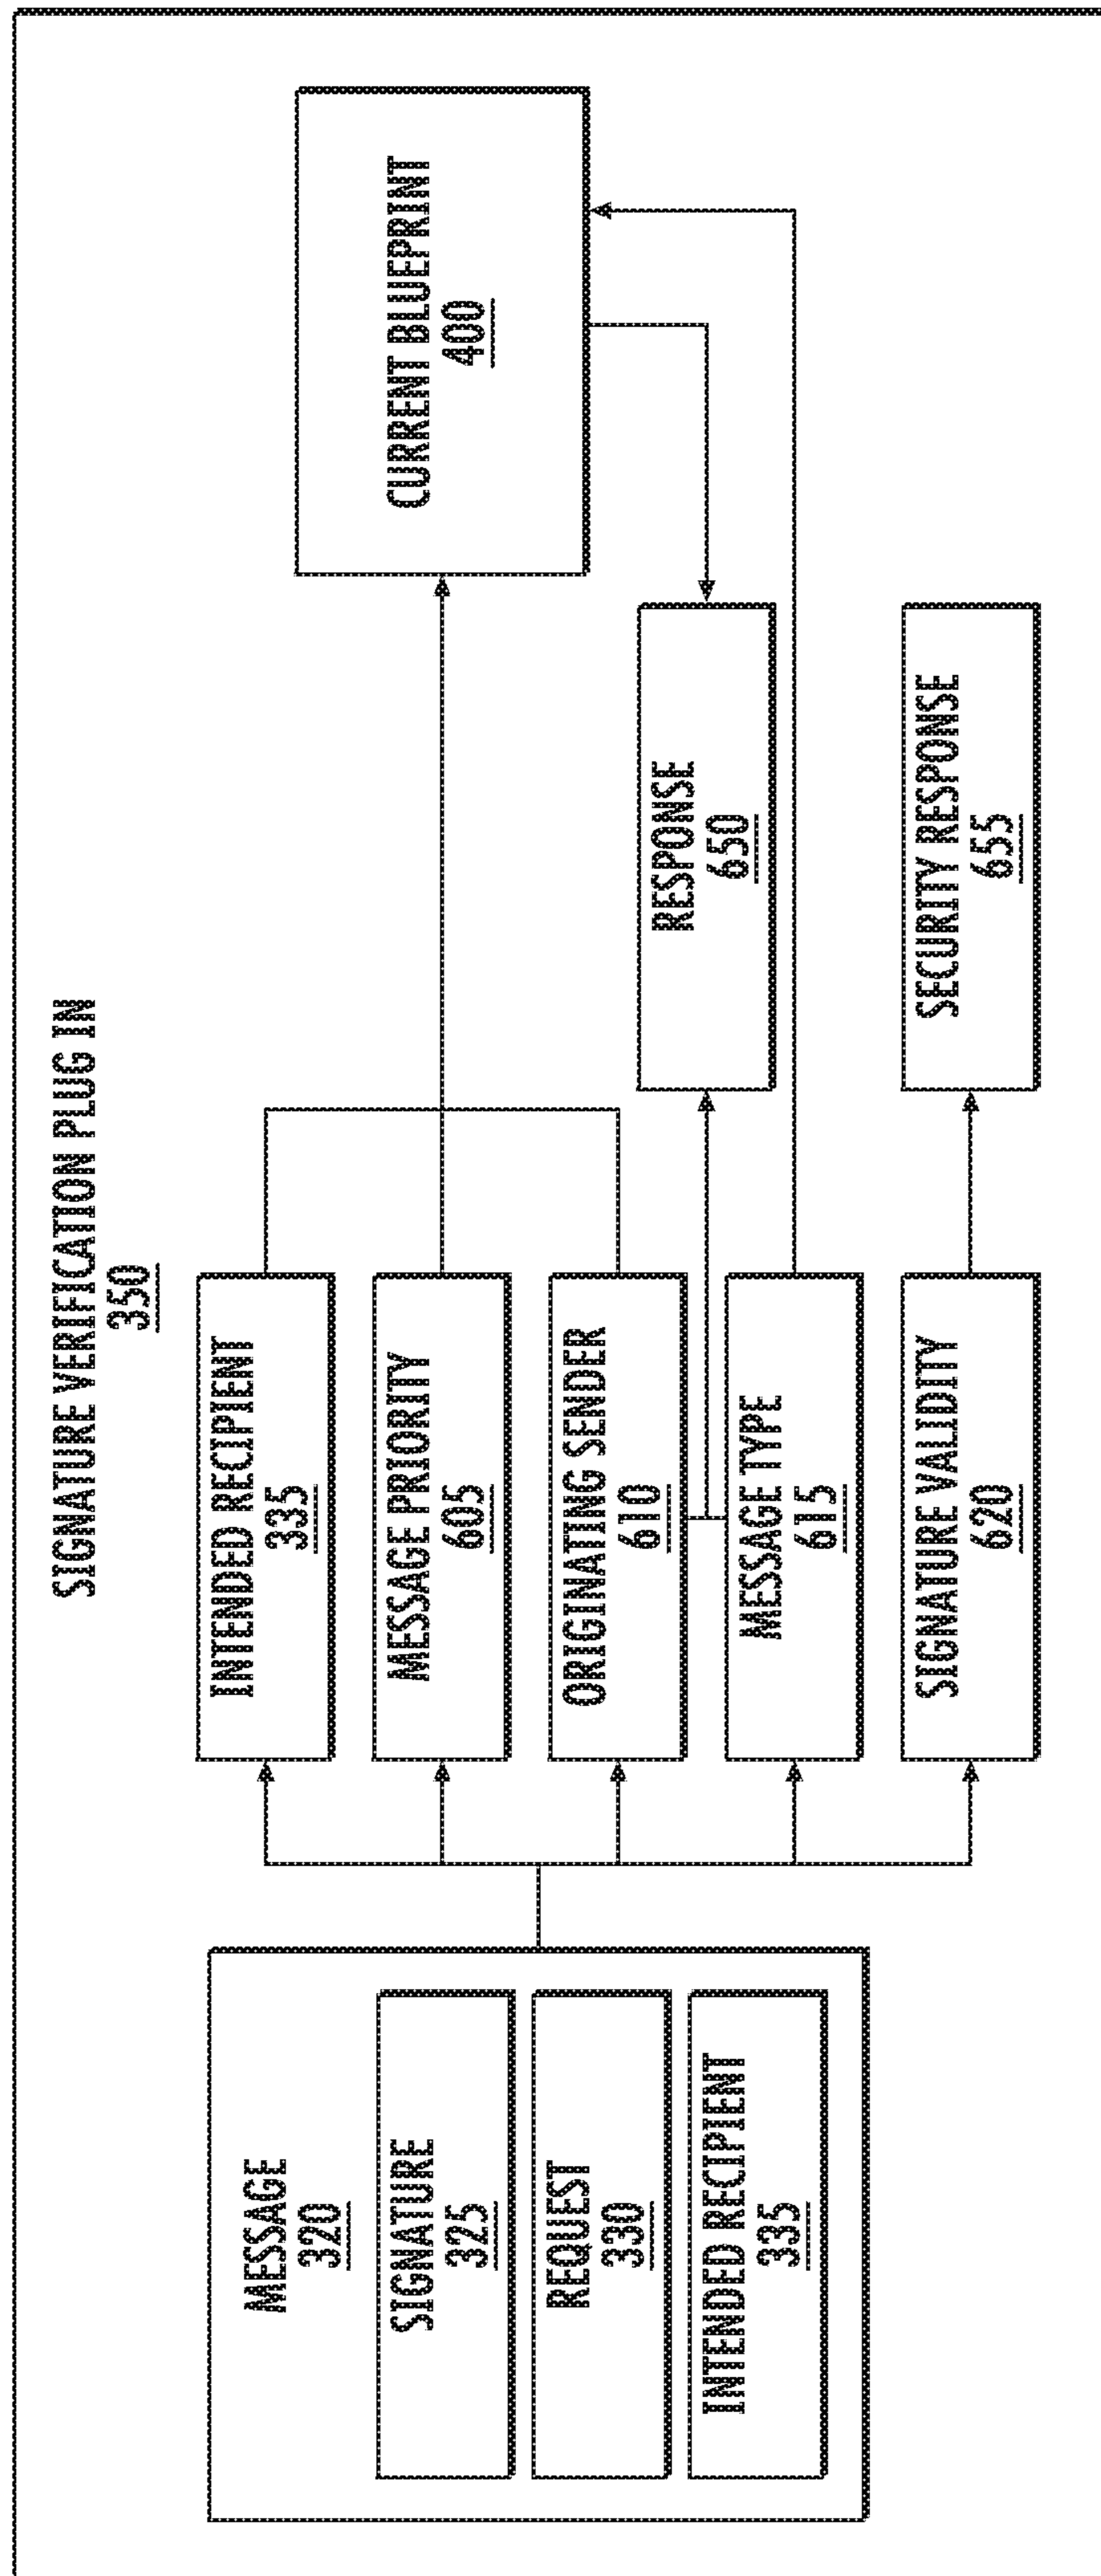 SIGNATURE VERIFICATION PLUG IN
350
MESSAGE
320
SIGNATURE
325
REQUEST
330
INTENDED RECIPIENT
335
INTENDED RECIPIENT
335
MESSAGE PRIORITY
605
ORIGINATING SENDER
610
MESSAGE TYPE
615
SIGNATURE VALIDITY
620
CURRENT BLUEPRINT
400
RESPONSE
650
SECURITY RESPONSE
655